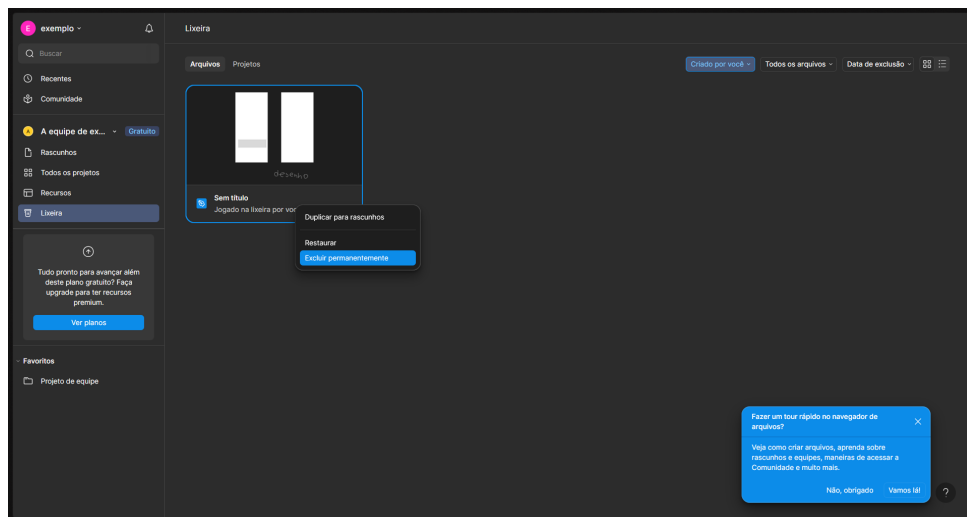 E exemplo
Lixeira
Buscar
Arquivos Projetos
Criado por você Todos os arquivos Data de exclusão
Recentes
Comunidade
A A equipe de ex... Gratuito
Rascunhos
Todos os projetos
Recursos
Lixeira
desenho
Sem título
Jogado na lixeira por vo
Duplicar para rascunhos
Restaurar
Excluir permanentemente
Tudo pronto para avançar além
deste plano gratuito? Faça
upgrade para ter recursos
premium.
Ver planos
Favoritos
Projeto de equipe
Fazer um tour rápido no navegador de
arquivos?
Veja como criar arquivos, aprenda sobre
rascunhos e equipes, maneiras de acessar a
Comunidade e muito mais.
Não, obrigado Vamos lá!
?